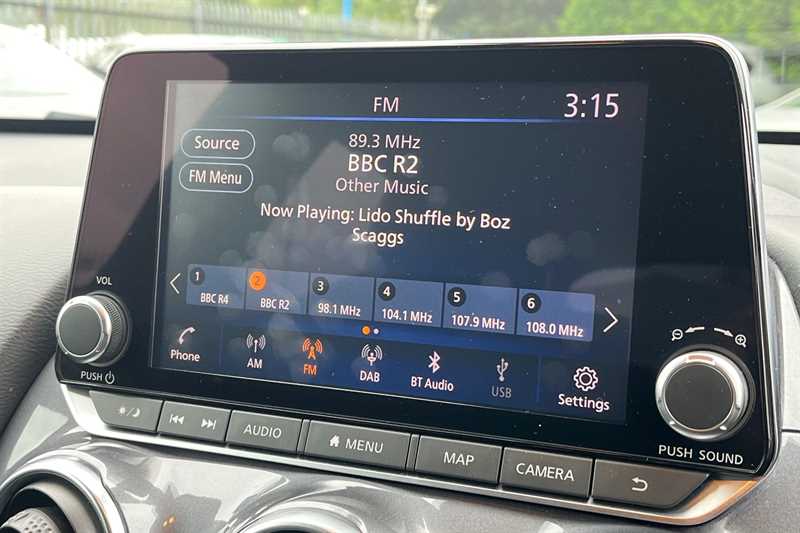 FM
3:15
Source
FM Menu
89.3 MHz
BBC R2
Other Music
Now Playing: Lido Shuffle by Boz
Scaggs
1
BBC R4
2
BBC R2
3
98.1 MHz
4
104.1 MHz
5
107.9 MHz
6
108.0 MHz
Phone
AM
FM
DAB
BT Audio
USB
Settings
VOL
PUSH
PUSH SOUND
AUDIO
MENU
MAP
CAMERA